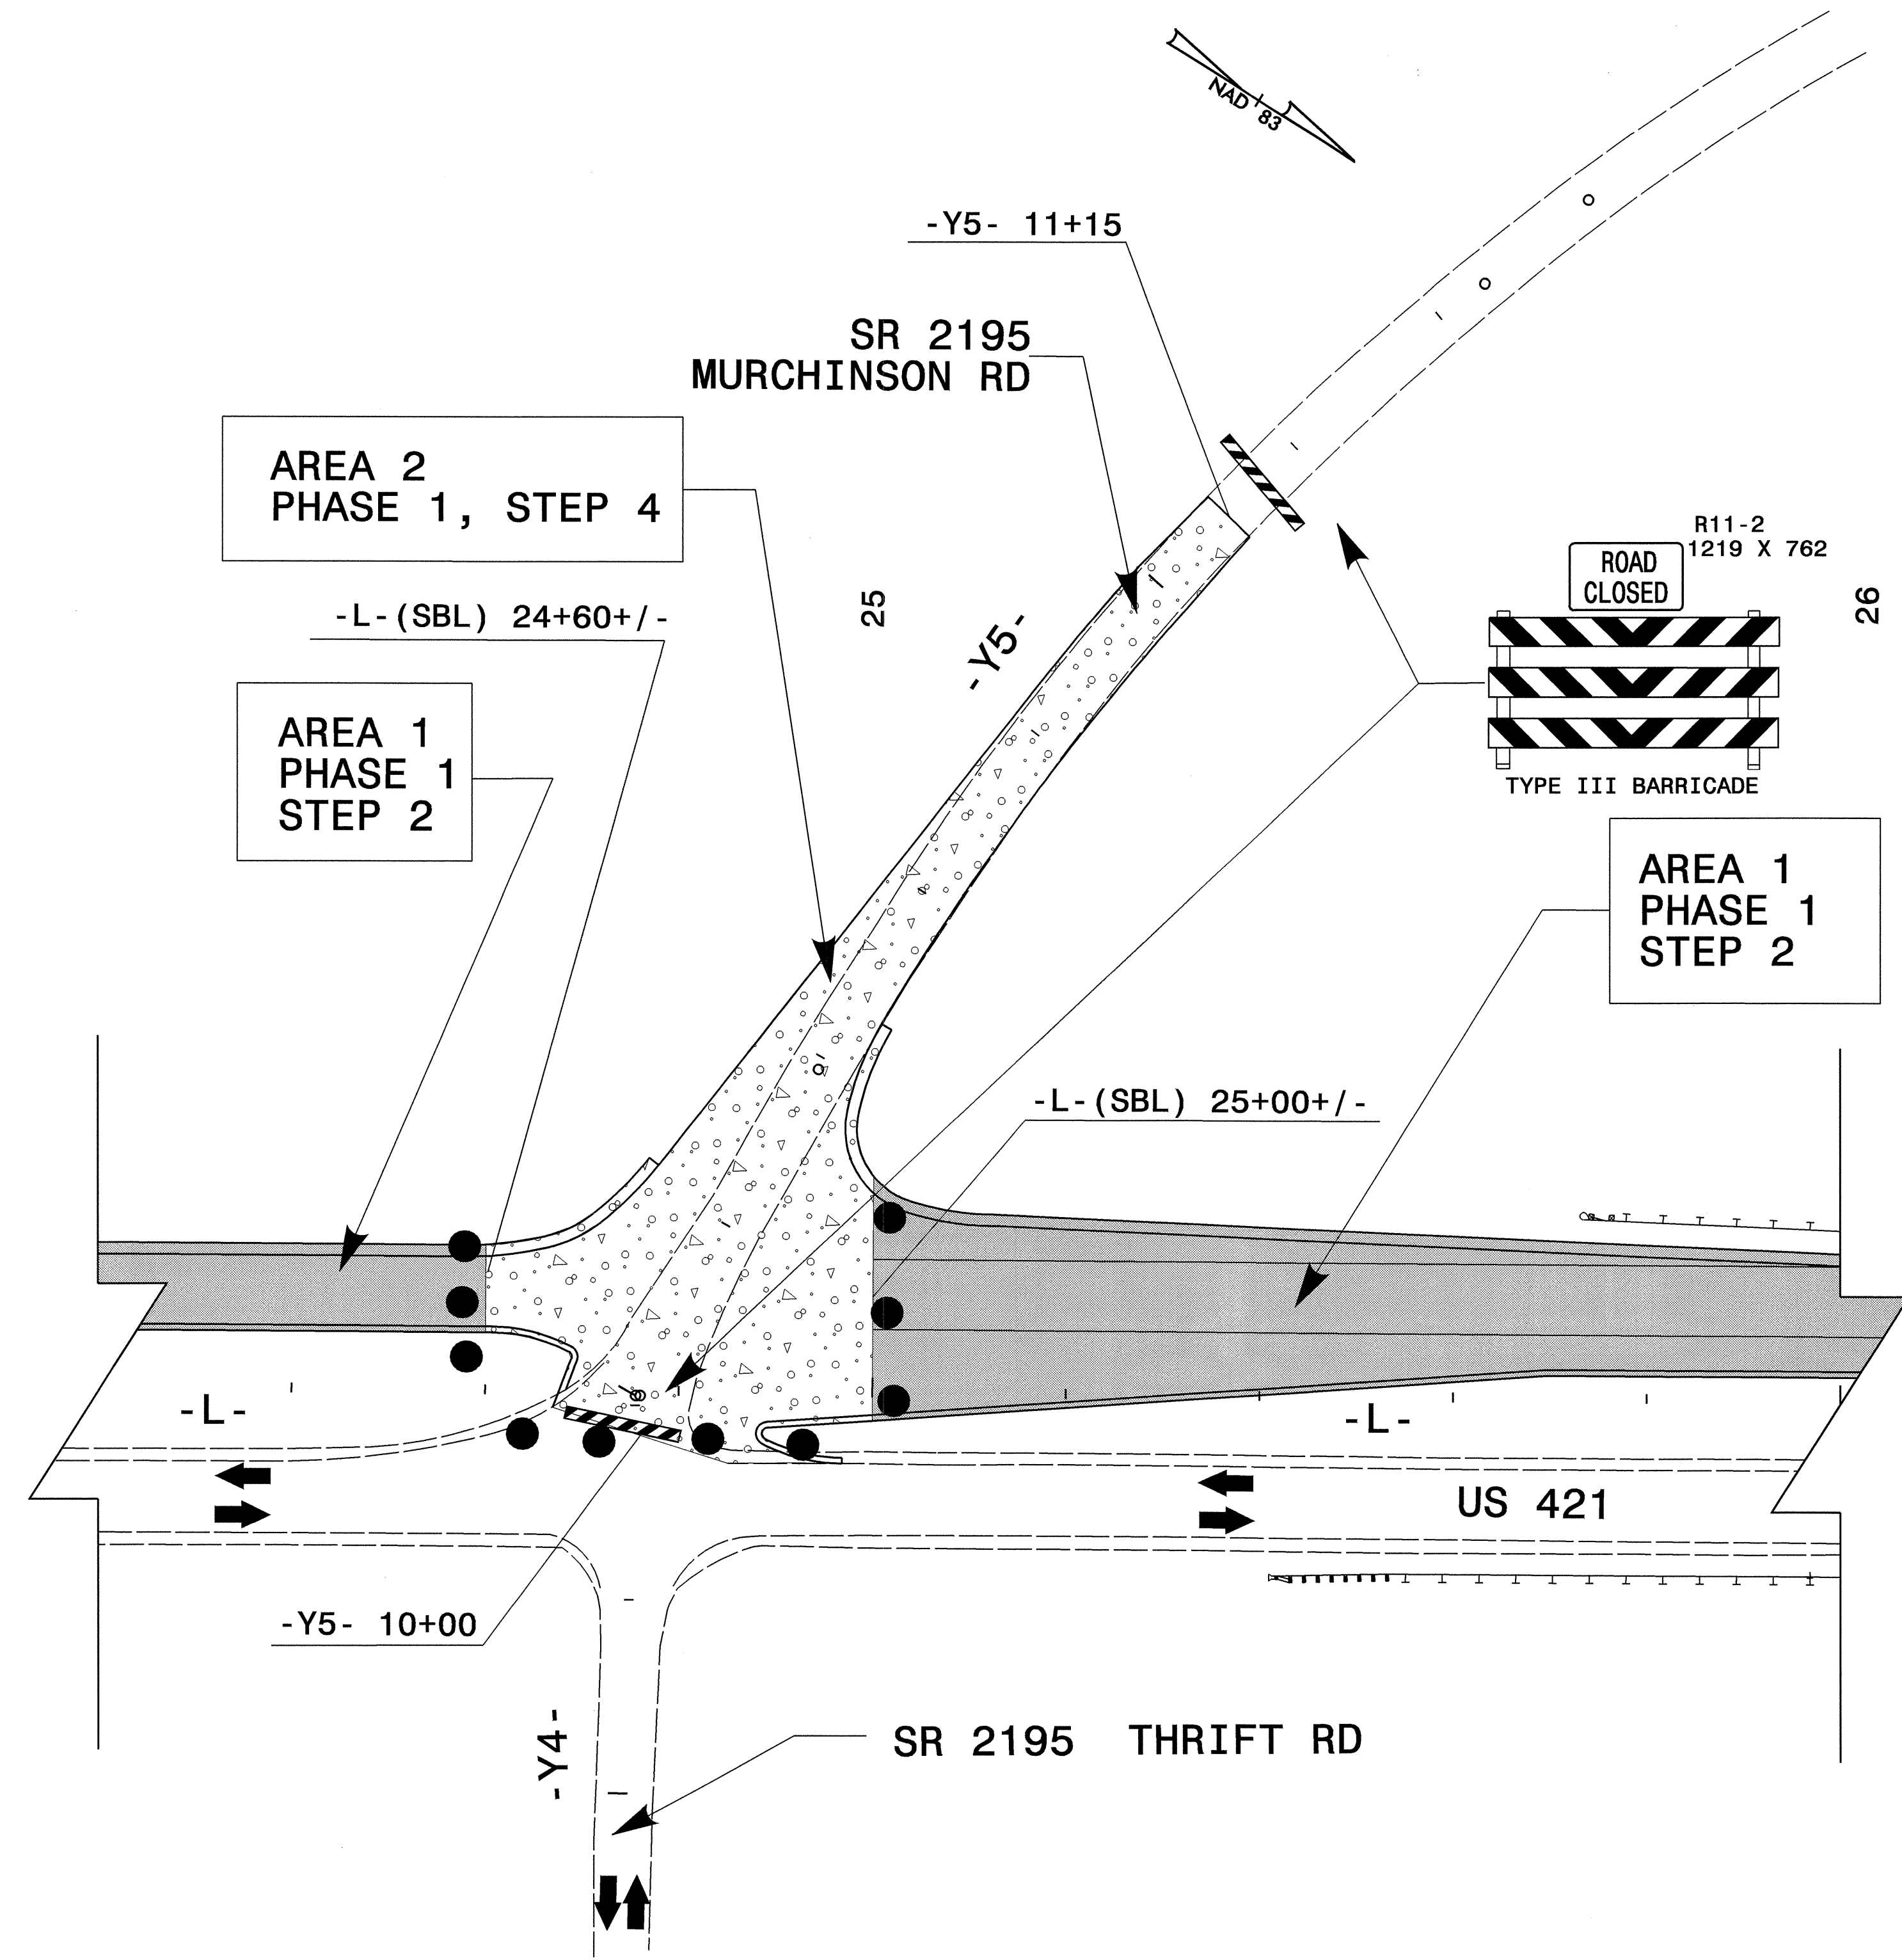 NAD '83
-Y5- 11+15
SR 2195
MURCHINSON RD
AREA 2
PHASE 1, STEP 4
R11-2
1219 X 762
ROAD
CLOSED
TYPE III BARRICADE
25
26
-L-(SBL) 24+60+/-
-Y5-
AREA 1
PHASE 1
STEP 2
AREA 1
PHASE 1
STEP 2
-L-(SBL) 25+00+/-
-L-
-L-
US 421
-Y5- 10+00
-Y4-
SR 2195 THRIFT RD